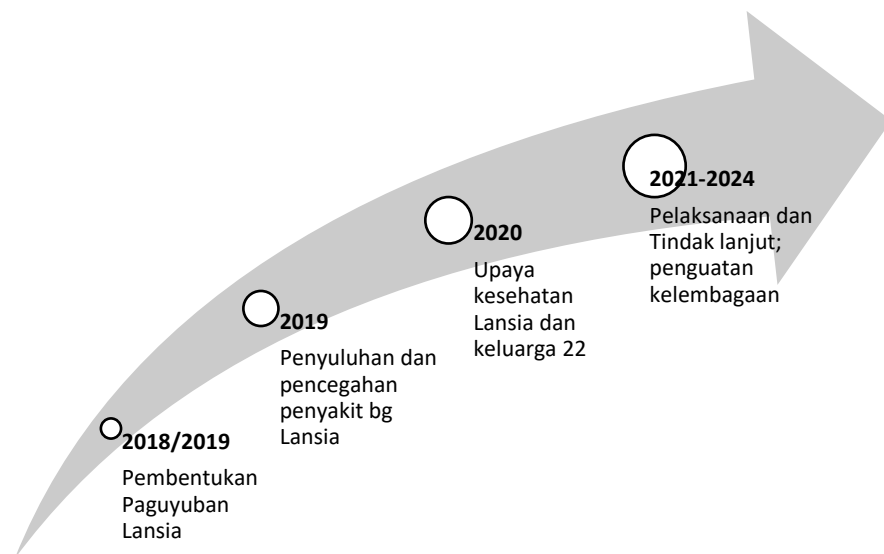 2018/2019
Pembentukan
Paguyuban
Lansia
2019
Penyuluhan dan
pencegahan
penyakit bg
Lansia
2020
Upaya
kesehatan
Lansia dan
keluarga 22
2021-2024
Pelaksanaan dan
Tindak lanjut;
penguatan
kelembagaan